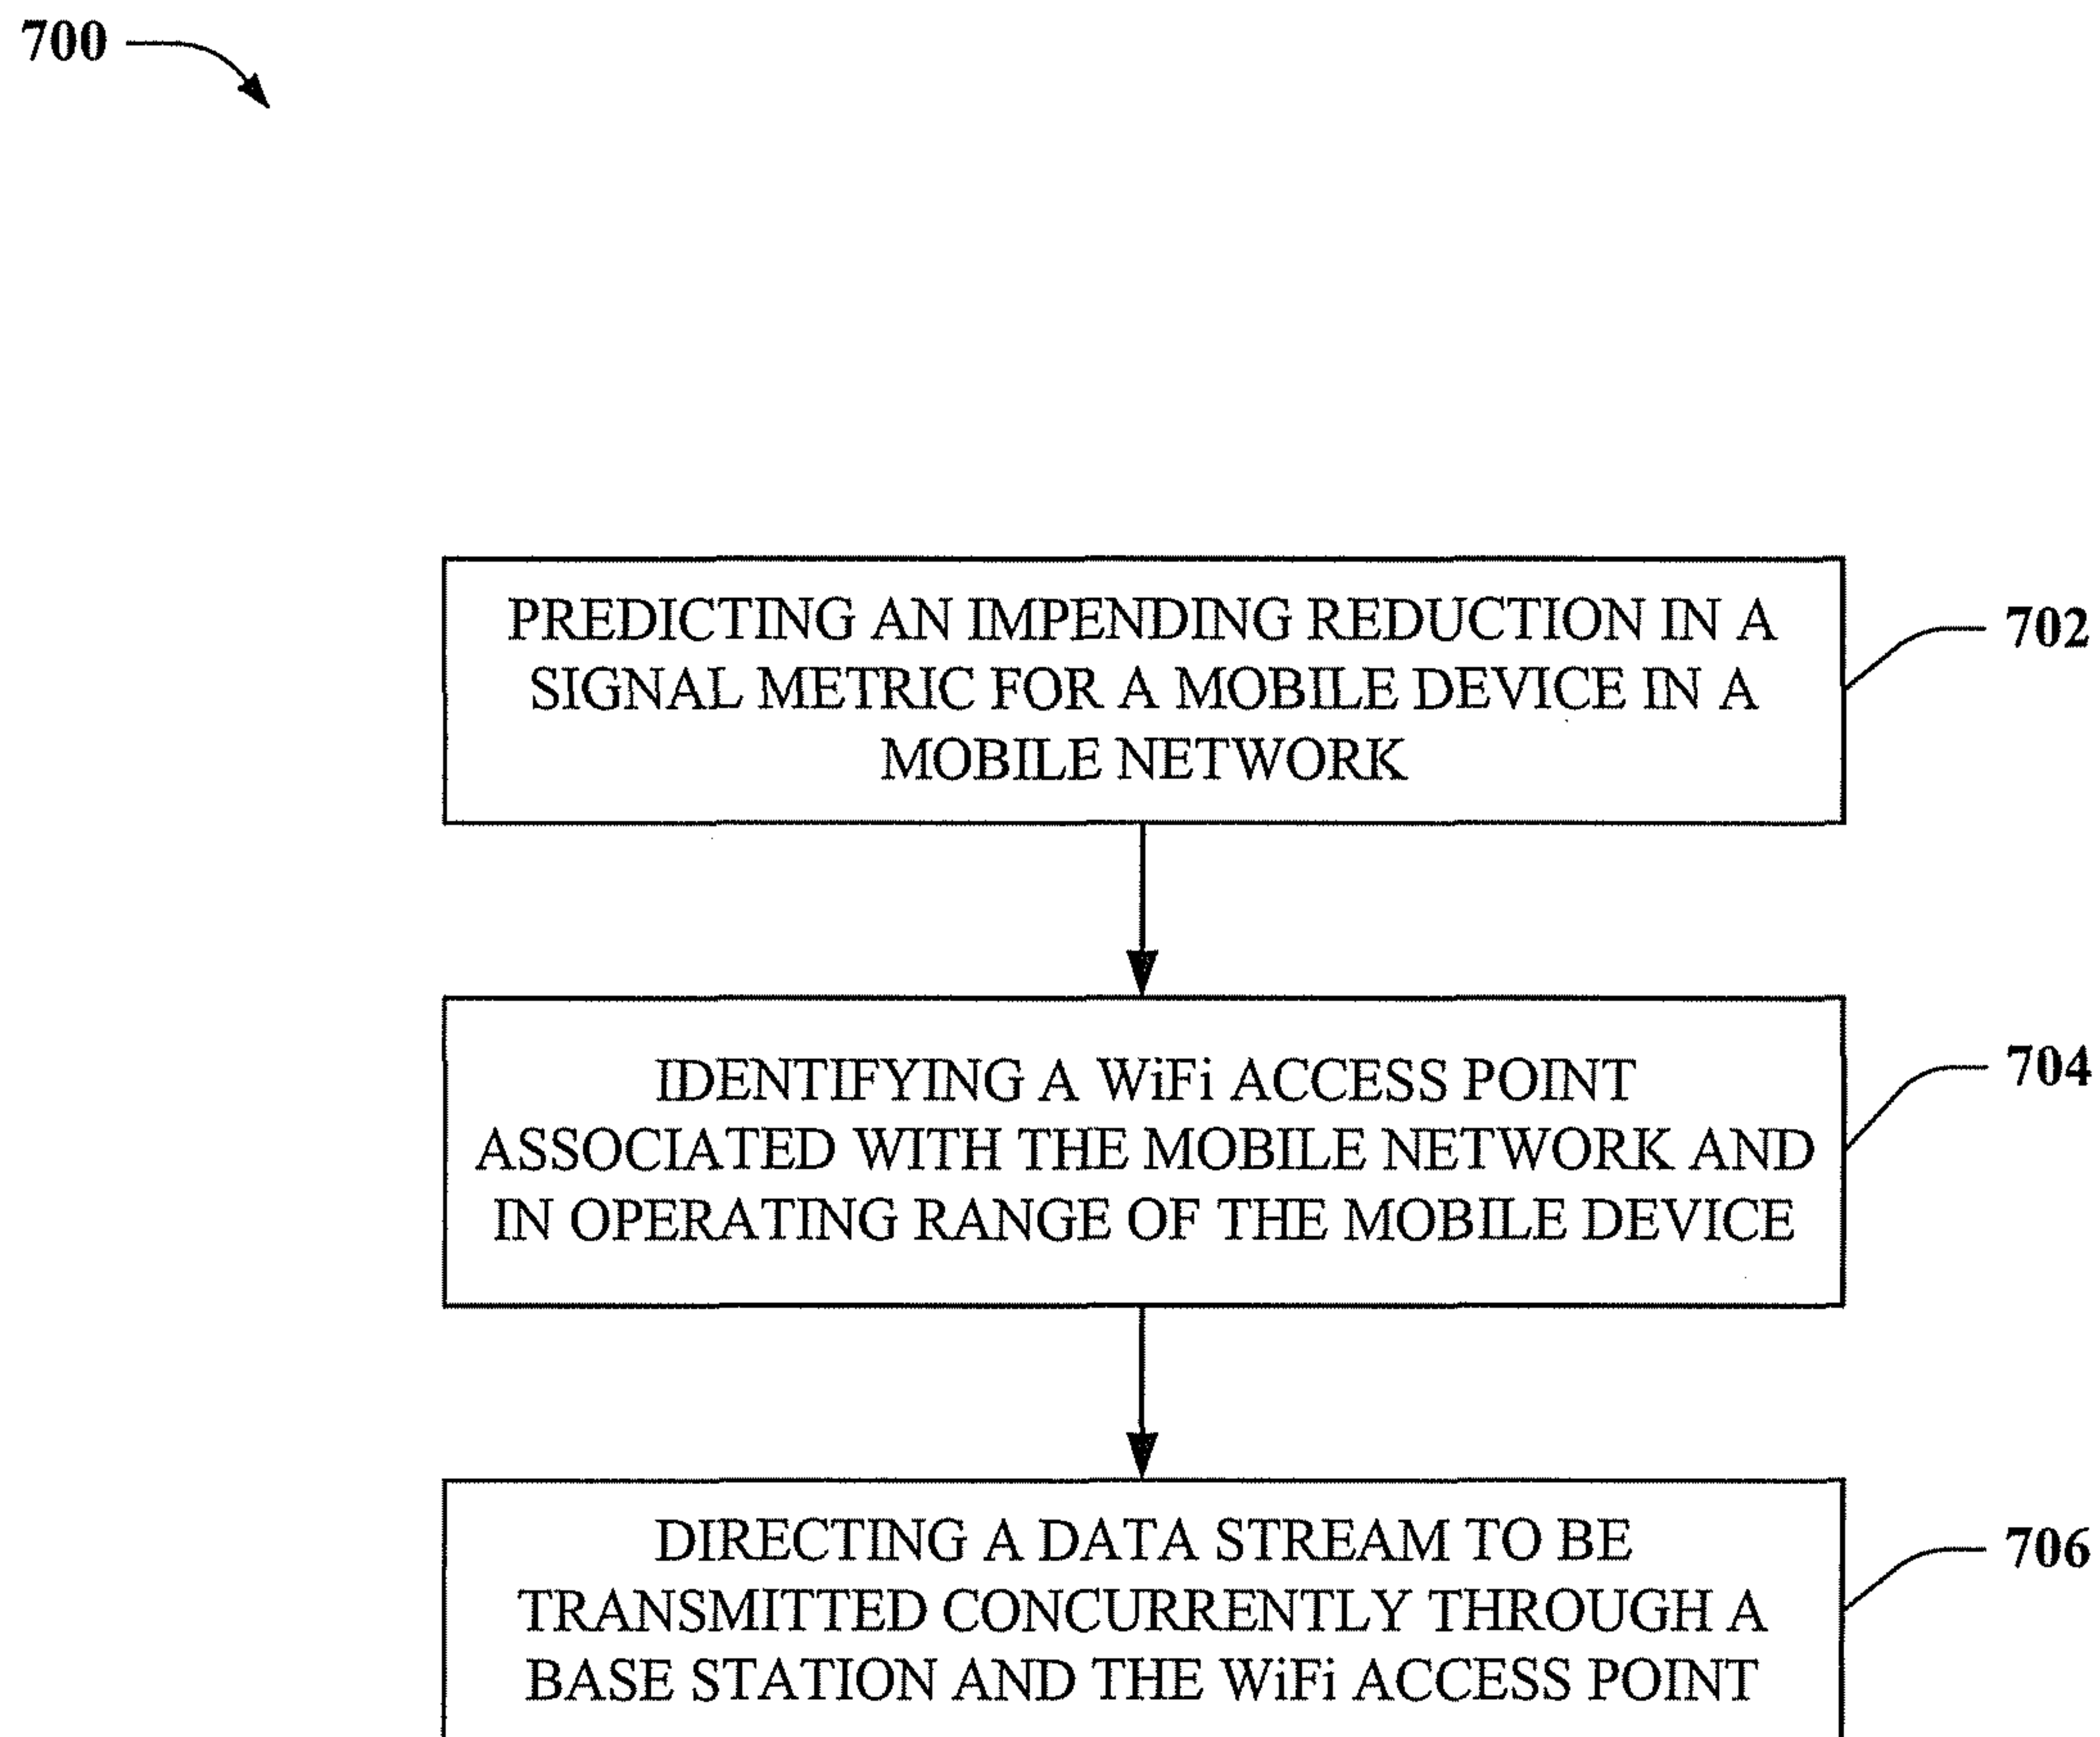 700
PREDICTING AN IMPENDING REDUCTION IN A
SIGNAL METRIC FOR A MOBILE DEVICE IN A
MOBILE NETWORK
702
IDENTIFYING A WiFi ACCESS POINT
ASSOCIATED WITH THE MOBILE NETWORK AND
IN OPERATING RANGE OF THE MOBILE DEVICE
704
DIRECTING A DATA STREAM TO BE
TRANSMITTED CONCURRENTLY THROUGH A
BASE STATION AND THE WiFi ACCESS POINT
706